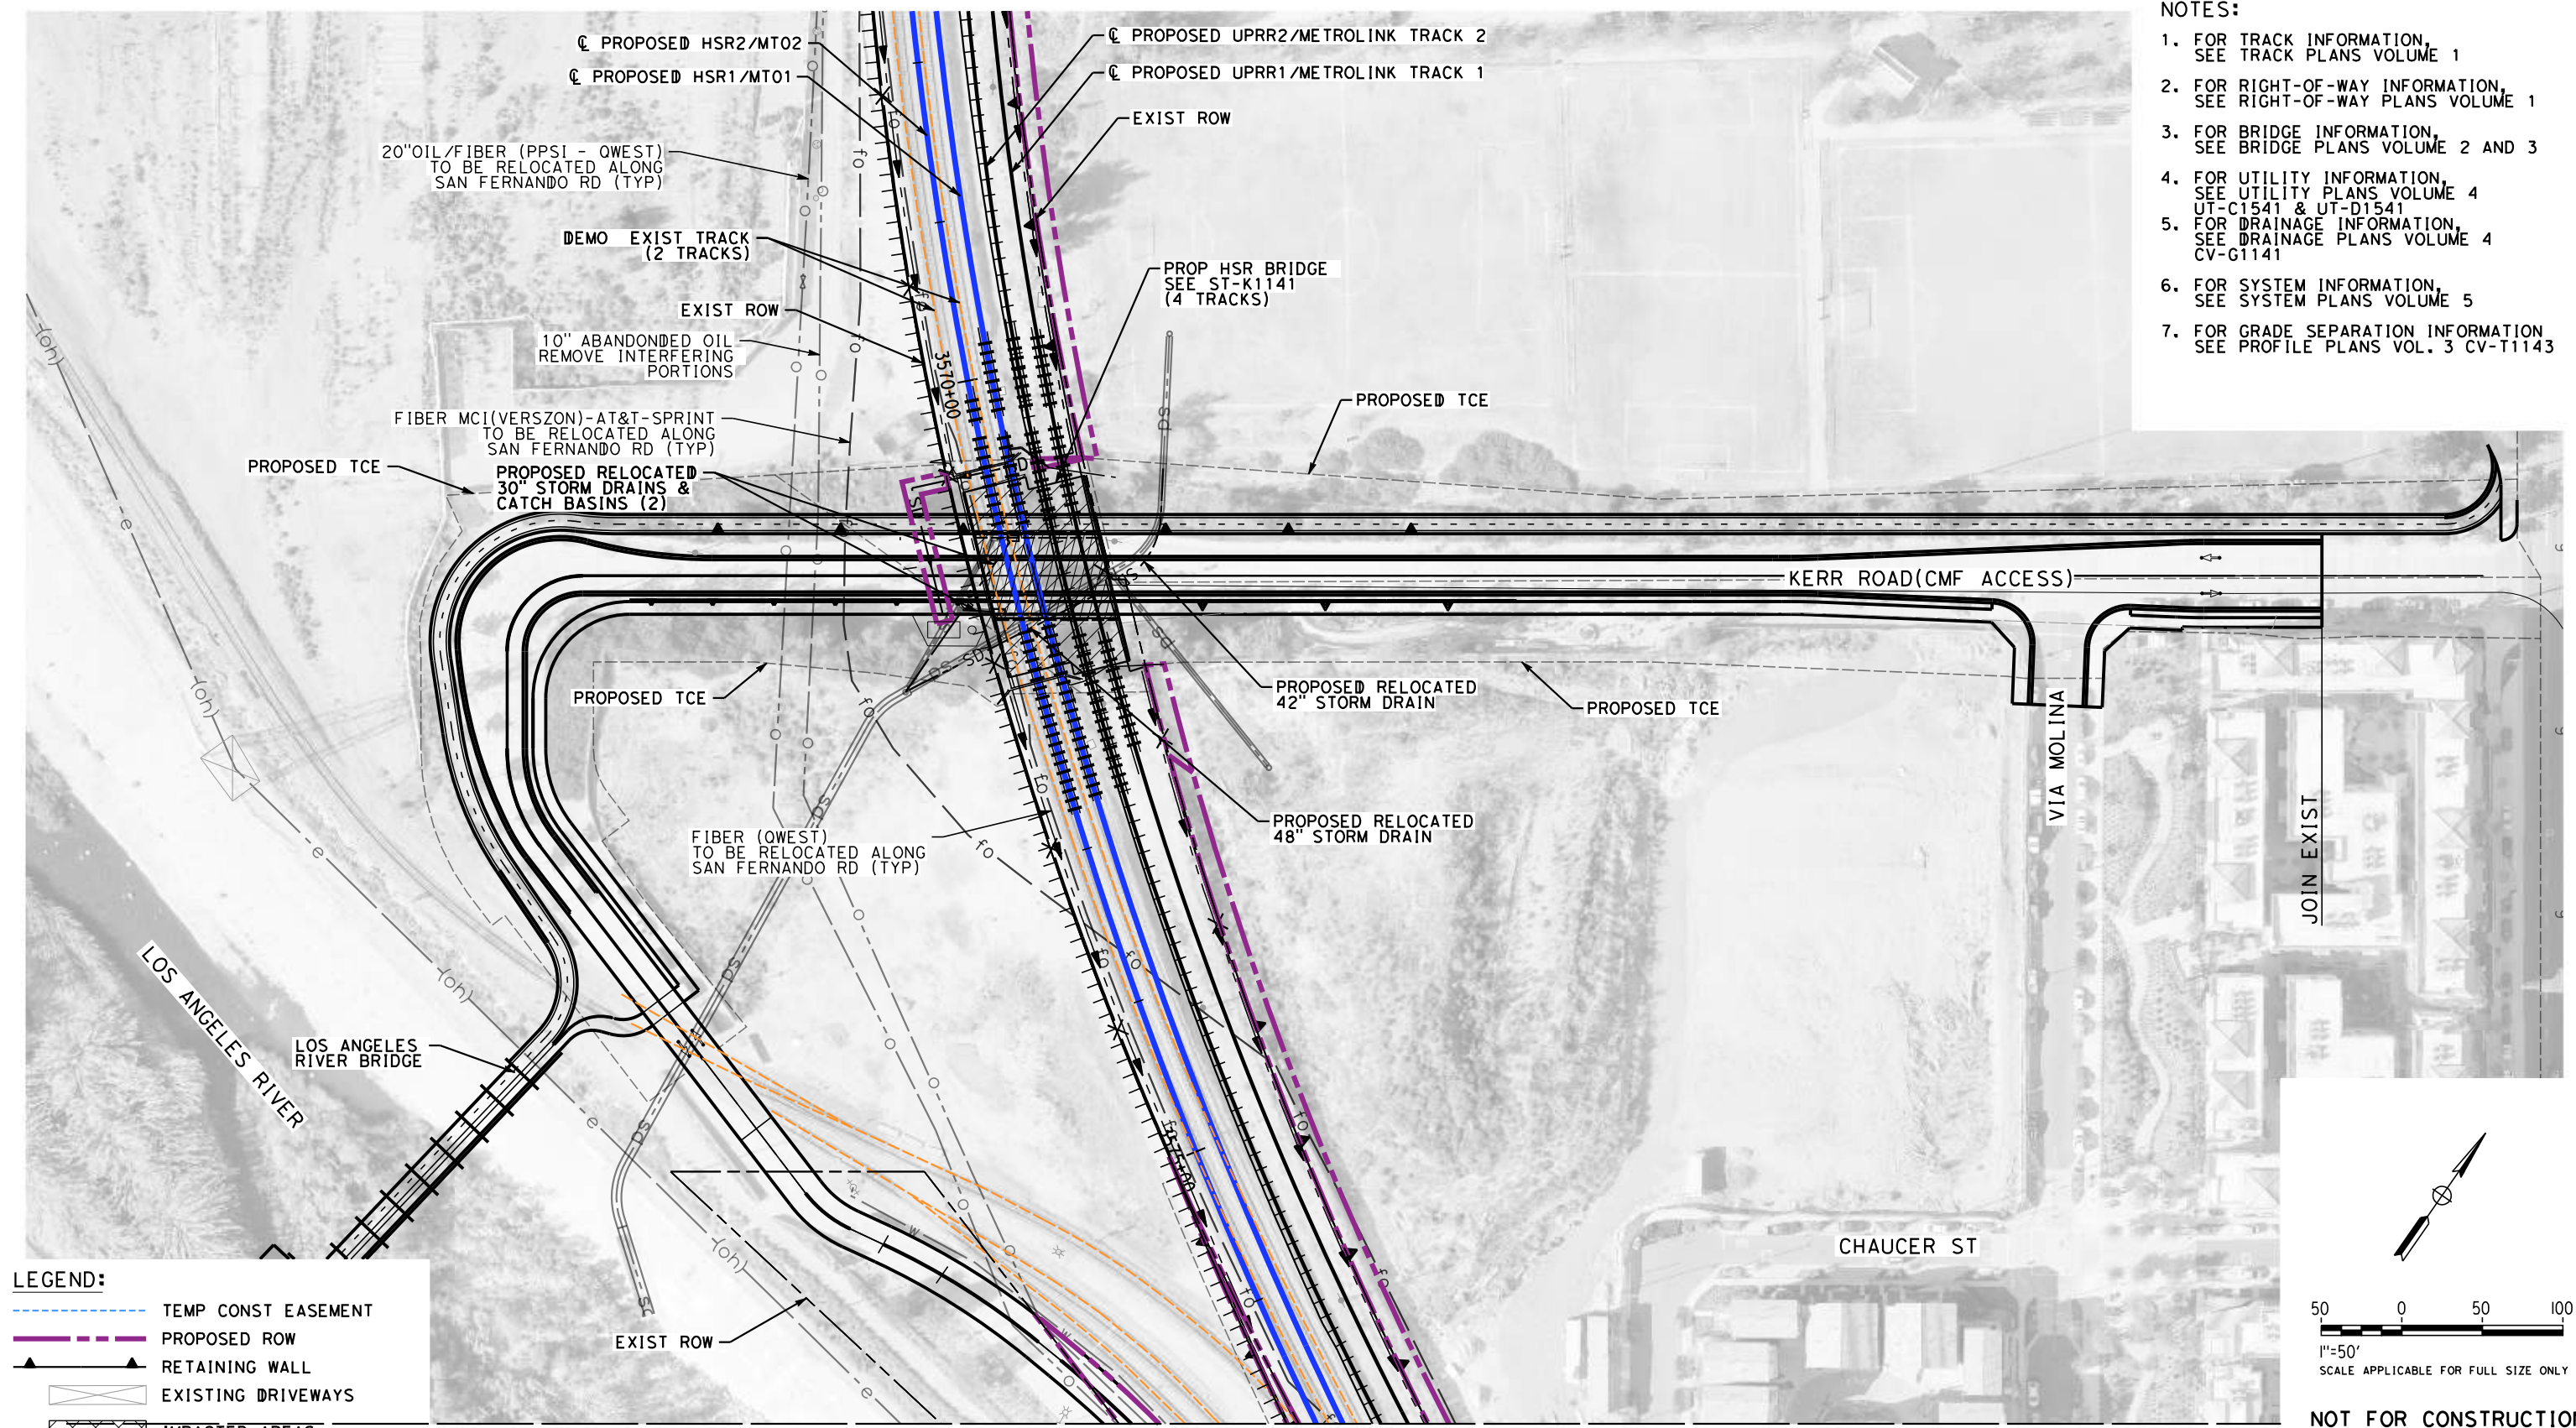 ℄ PROPOSED HSR2/MT02
℄ PROPOSED HSR1/MT01
℄ PROPOSED UPRR2/METROLINK TRACK 2
℄ PROPOSED UPRR1/METROLINK TRACK 1
EXIST ROW
20"OIL/FIBER (PPSI - QWEST)
TO BE RELOCATED ALONG
SAN FERNANDO RD (TYP)
DEMO EXIST TRACK
(2 TRACKS)
EXIST ROW
10" ABANDONDED OIL
REMOVE INTERFERING
PORTIONS
PROP HSR BRIDGE
SEE ST-K1141
(4 TRACKS)
3570+00
FIBER MCI(VERSZON)-AT&T-SPRINT
TO BE RELOCATED ALONG
SAN FERNANDO RD (TYP)
PROPOSED TCE
PROPOSED TCE
PROPOSED RELOCATED
30" STORM DRAINS &
CATCH BASINS (2)
KERR ROAD(CMF ACCESS)
PROPOSED TCE
PROPOSED RELOCATED
42" STORM DRAIN
PROPOSED TCE
VIA MOLINA
JOIN EXIST
FIBER (QWEST)
TO BE RELOCATED ALONG
SAN FERNANDO RD (TYP)
PROPOSED RELOCATED
48" STORM DRAIN
LOS ANGELES RIVER
LOS ANGELES
RIVER BRIDGE
3575+00
CHAUCER ST
EXIST ROW
NOTES:
1. FOR TRACK INFORMATION,
SEE TRACK PLANS VOLUME 1
2. FOR RIGHT-OF-WAY INFORMATION,
SEE RIGHT-OF-WAY PLANS VOLUME 1
3. FOR BRIDGE INFORMATION,
SEE BRIDGE PLANS VOLUME 2 AND 3
4. FOR UTILITY INFORMATION,
SEE UTILITY PLANS VOLUME 4
UT-C1541 & UT-D1541
5. FOR DRAINAGE INFORMATION,
SEE DRAINAGE PLANS VOLUME 4
CV-G1141
6. FOR SYSTEM INFORMATION,
SEE SYSTEM PLANS VOLUME 5
7. FOR GRADE SEPARATION INFORMATION
SEE PROFILE PLANS VOL. 3 CV-T1143
LEGEND:
TEMP CONST EASEMENT
PROPOSED ROW
RETAINING WALL
EXISTING DRIVEWAYS
50 0 50 100
1"=50'
SCALE APPLICABLE FOR FULL SIZE ONLY
NOT FOR CONSTRUCTION